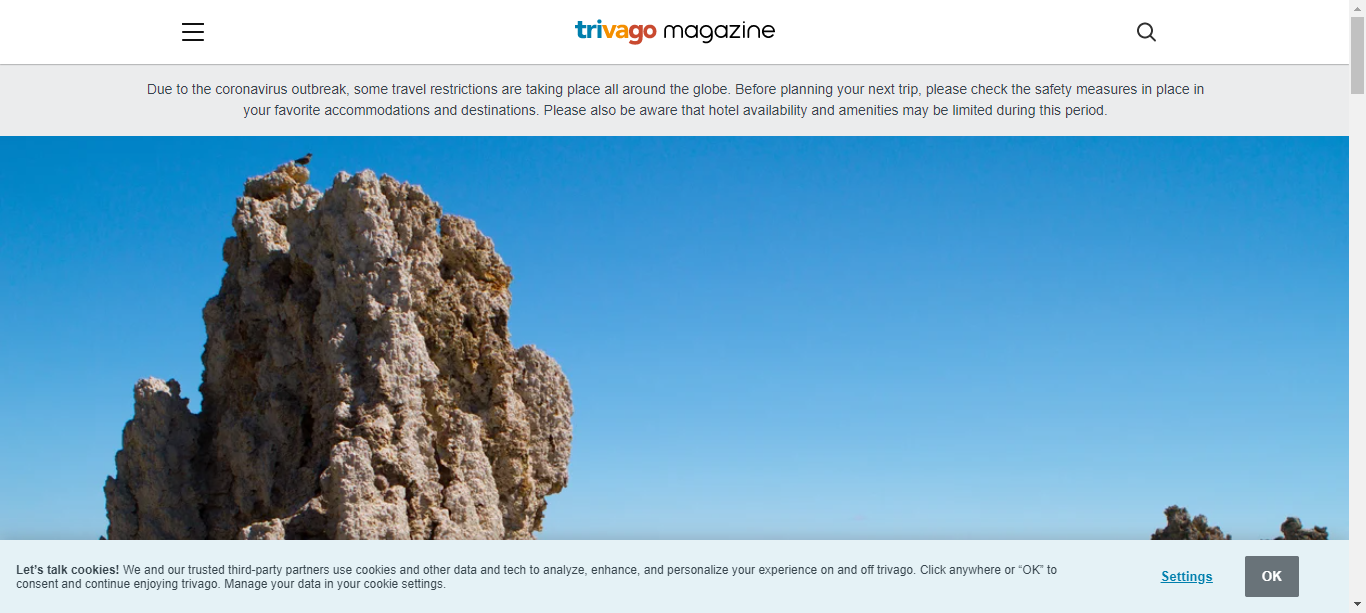 trivago magazine
Due to the coronavirus outbreak, some travel restrictions are taking place all around the globe. Before planning your next trip, please check the safety measures in place in
your favorite accommodations and destinations. Please also be aware that hotel availability and amenities may be limited during this period.
Let’s talk cookies! We and our trusted third-party partners use cookies and other data and tech to analyze, enhance, and personalize your experience on and off trivago. Click anywhere or “OK” to
consent and continue enjoying trivago. Manage your data in your cookie settings.
Settings
OK